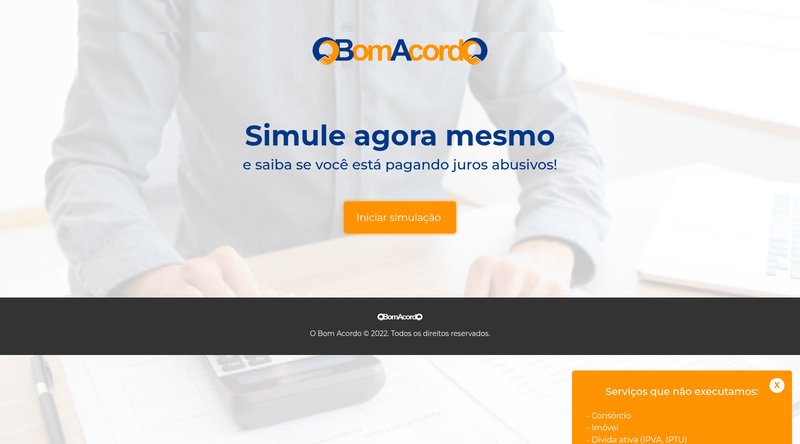 OBomAcordO
Simule agora mesmo
e saiba se você está pagando juros abusivos!
Iniciar simulação
OBomAcordO
O Bom Acordo © 2022. Todos os direitos reservados.
X
Serviços que não executamos:
- Consórcio
- Imóvel
- Dívida ativa (IPVA, IPTU)